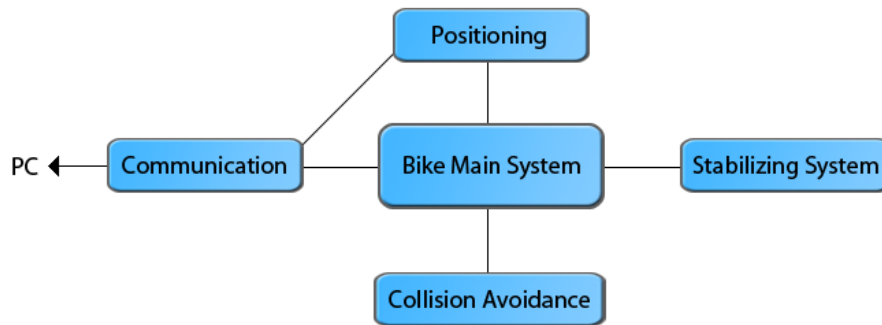 Positioning
PC
Communication
Bike Main System
Stabilizing System
Collision Avoidance